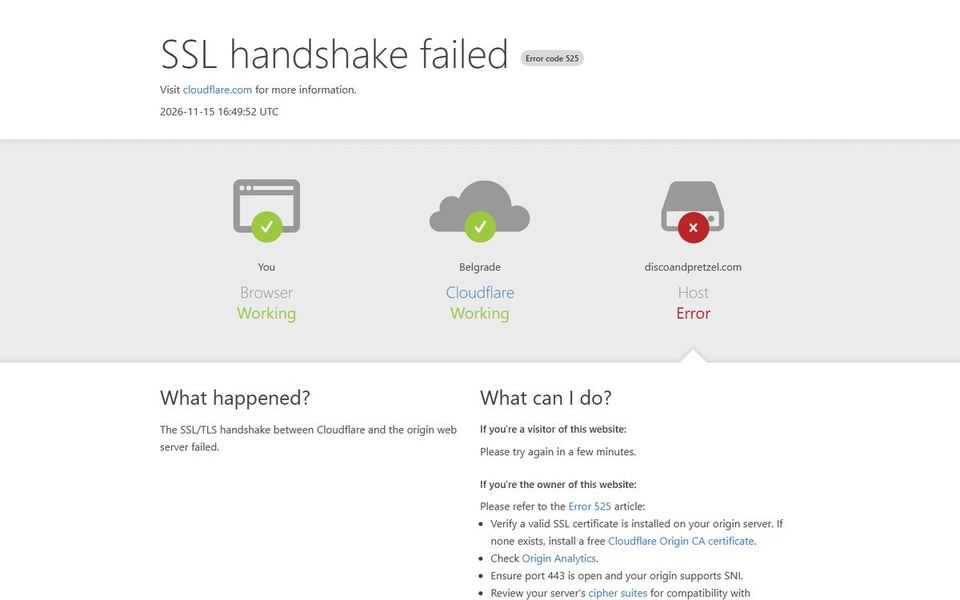 SSL handshake failed Error code 525
Visit cloudflare.com for more information.
2026-11-15 16:49:52 UTC
You
Browser
Working
Belgrade
Cloudflare
Working
discoandpretzel.com
Host
Error
What happened?
The SSL/TLS handshake between Cloudflare and the origin web
server failed.
What can I do?
If you're a visitor of this website:
Please try again in a few minutes.
If you're the owner of this website:
Please refer to the Error 525 article:
• Verify a valid SSL certificate is installed on your origin server. If
none exists, install a free Cloudflare Origin CA certificate.
• Check Origin Analytics.
• Ensure port 443 is open and your origin supports SNI.
• Review your server's cipher suites for compatibility with